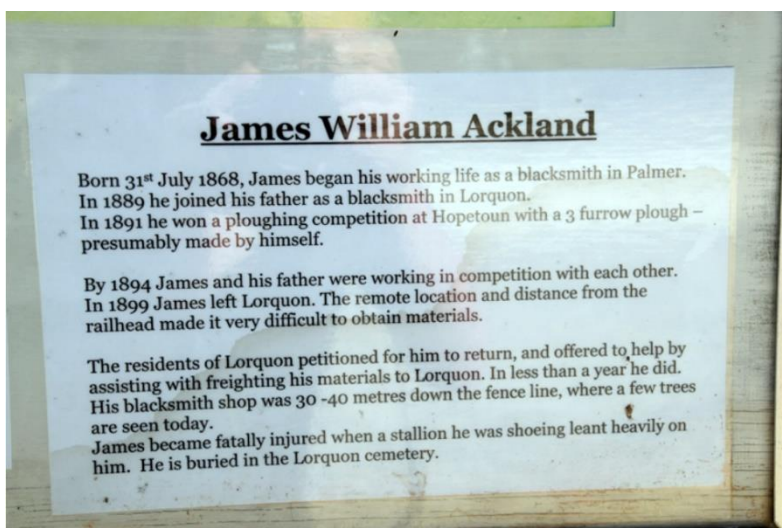 James William Ackland
Born 31st July 1868, James began his working life as a blacksmith in Palmer.
In 1889 he joined his father as a blacksmith in Lorquon.
In 1891 he won a ploughing competition at Hopetoun with a 3 furrow plough –
presumably made by himself.
By 1894 James and his father were working in competition with each other.
In 1899 James left Lorquon. The remote location and distance from the
railhead made it very difficult to obtain materials.
The residents of Lorquon petitioned for him to return, and offered to help by
assisting with freighting his materials to Lorquon. In less than a year he did.
His blacksmith shop was 30 -40 metres down the fence line, where a few trees
are seen today.
James became fatally injured when a stallion he was shoeing leant heavily on
him. He is buried in the Lorquon cemetery.